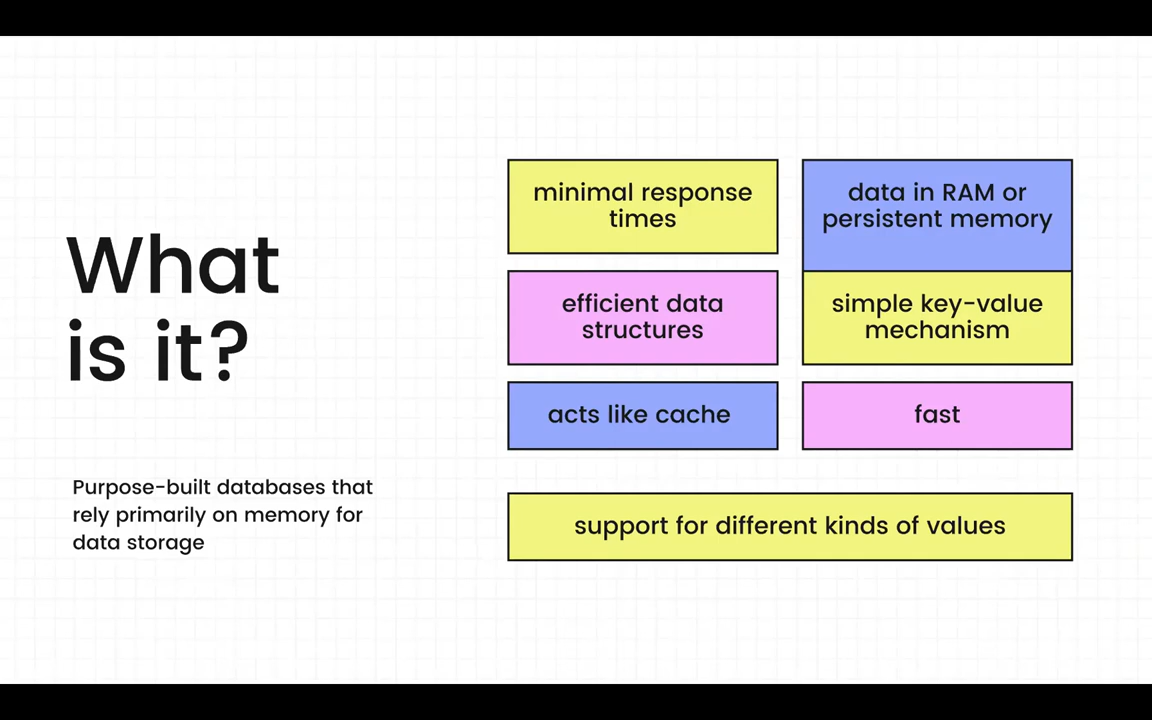 What
is it?
Purpose-built databases that
rely primarily on memory for
data storage
minimal response
times
data in RAM or
persistent memory
efficient data
structures
simple key-value
mechanism
acts like cache
fast
support for different kinds of values